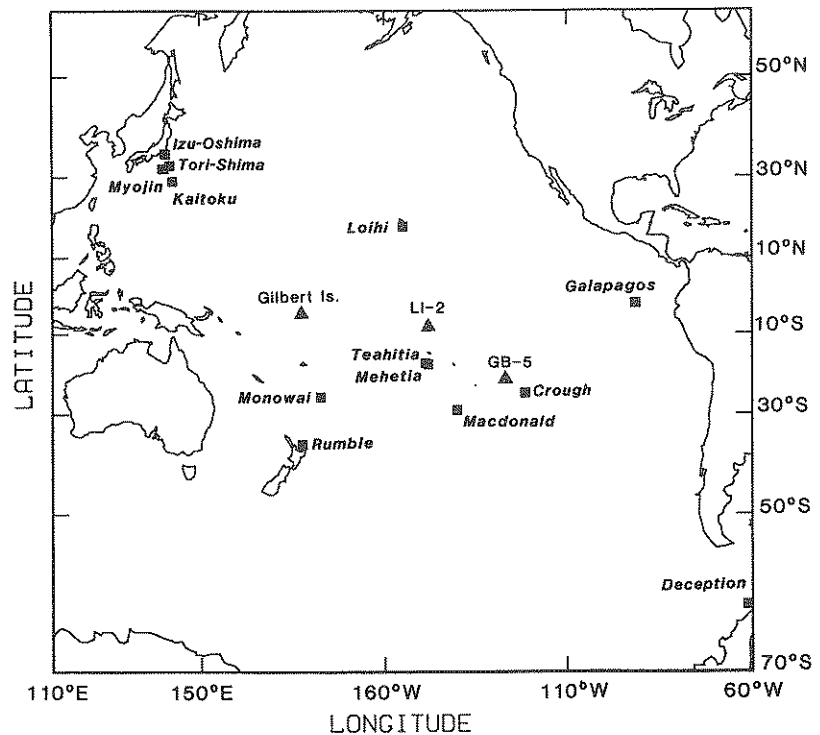 50°N
Izu-Oshima
Tori-Shima
30°N
Myojin
Kaitoku
Loihi
10°N
Galapagos
Gilbert Is.
LI-2
10°S
Teahitia
GB-5
Mehetia
Crough
Monowai
30°S
Macdonald
Rumble
50°S
Deception
70°S
110°E 150°E 160°W 110°W 60°W
LONGITUDE
LATITUDE